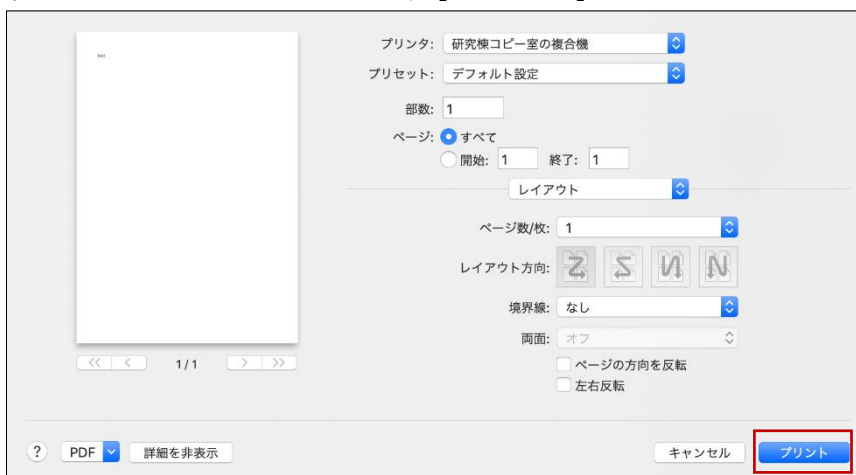 プリンタ: 研究棟コピー室の複合機
プリセット: デフォルト設定
部数: 1
ページ: すべて
開始: 1 終了: 1
レイアウト
ページ数/枚: 1
レイアウト方向:
境界線: なし
両面: オフ
ページの方向を反転
左右反転
<< < 1/1 > >>
? PDF 詳細を非表示 キャンセル プリント